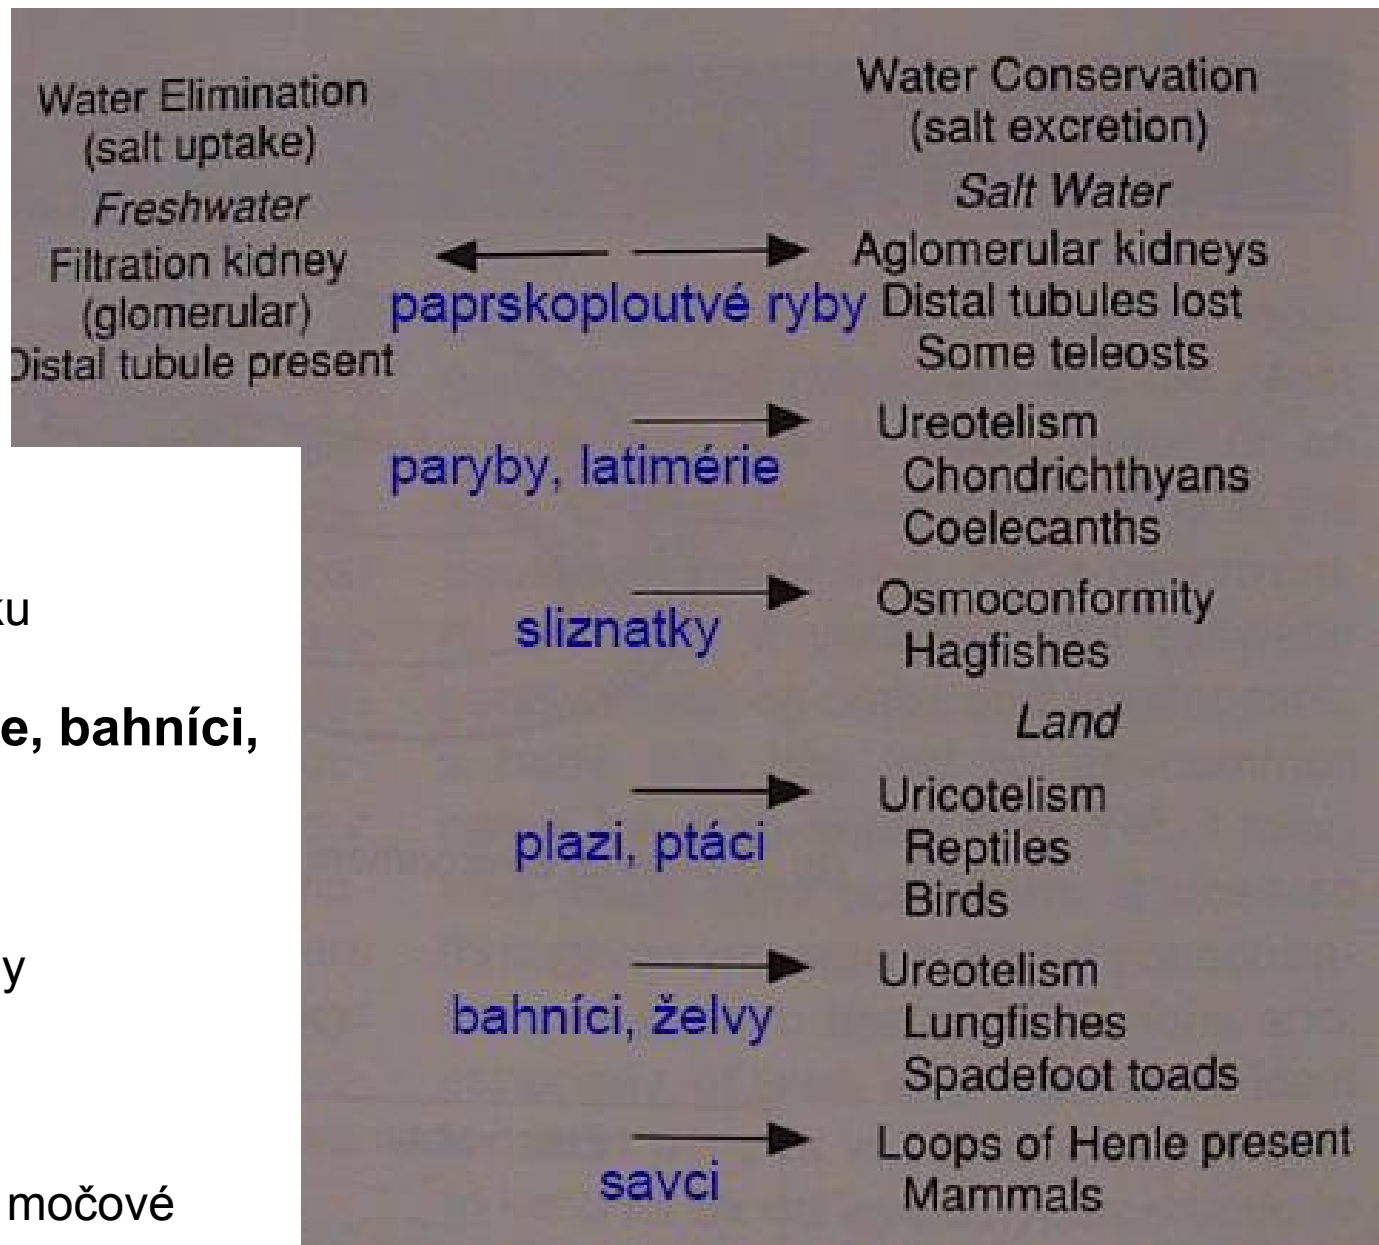 Water Elimination
(salt uptake)
Freshwater
Filtration kidney
(glomerular)
Distal tubule present
Water Conservation
(salt excretion)
Salt Water
Aglomerular kidneys
Distal tubules lost
Some teleosts
paprskoploutvé ryby
Ureotelism
Chondrichthyans
Coelecanths
paryby, latimérie
Osmoconformity
Hagfishes
sliznatky
Land
Uricotelism
Reptiles
Birds
plazi, ptáci
Ureotelism
Lungfishes
Spadefoot toads
bahníci, želvy
Loops of Henle present
Mammals
savci
ku
e, bahníci,
y
močové